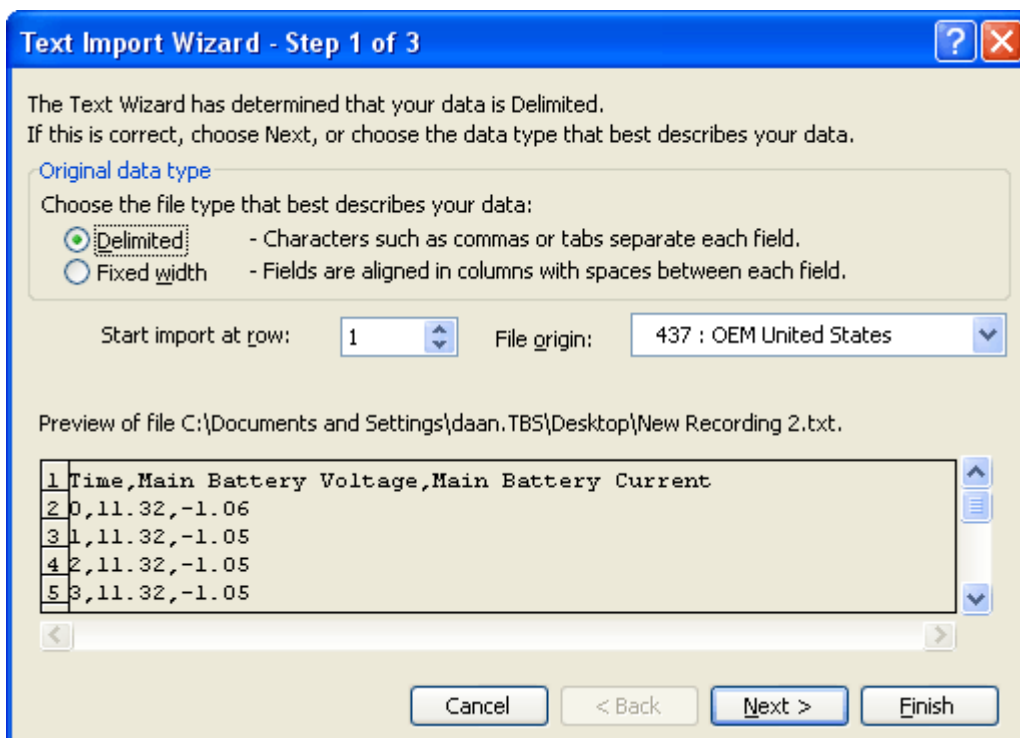 Text Import Wizard - Step 1 of 3
The Text Wizard has determined that your data is Delimited.
If this is correct, choose Next, or choose the data type that best describes your data.
Original data type
Choose the file type that best describes your data:
Delimited - Characters such as commas or tabs separate each field.
Fixed width - Fields are aligned in columns with spaces between each field.
Start import at row: 1 File origin: 437 : OEM United States
Preview of file C:\Documents and Settings\daan.TBS\Desktop\New Recording 2.txt.
1 Time,Main Battery Voltage,Main Battery Current
2 0,11.32,-1.06
3 1,11.32,-1.05
4 2,11.32,-1.05
5 3,11.32,-1.05
Cancel < Back Next > Finish